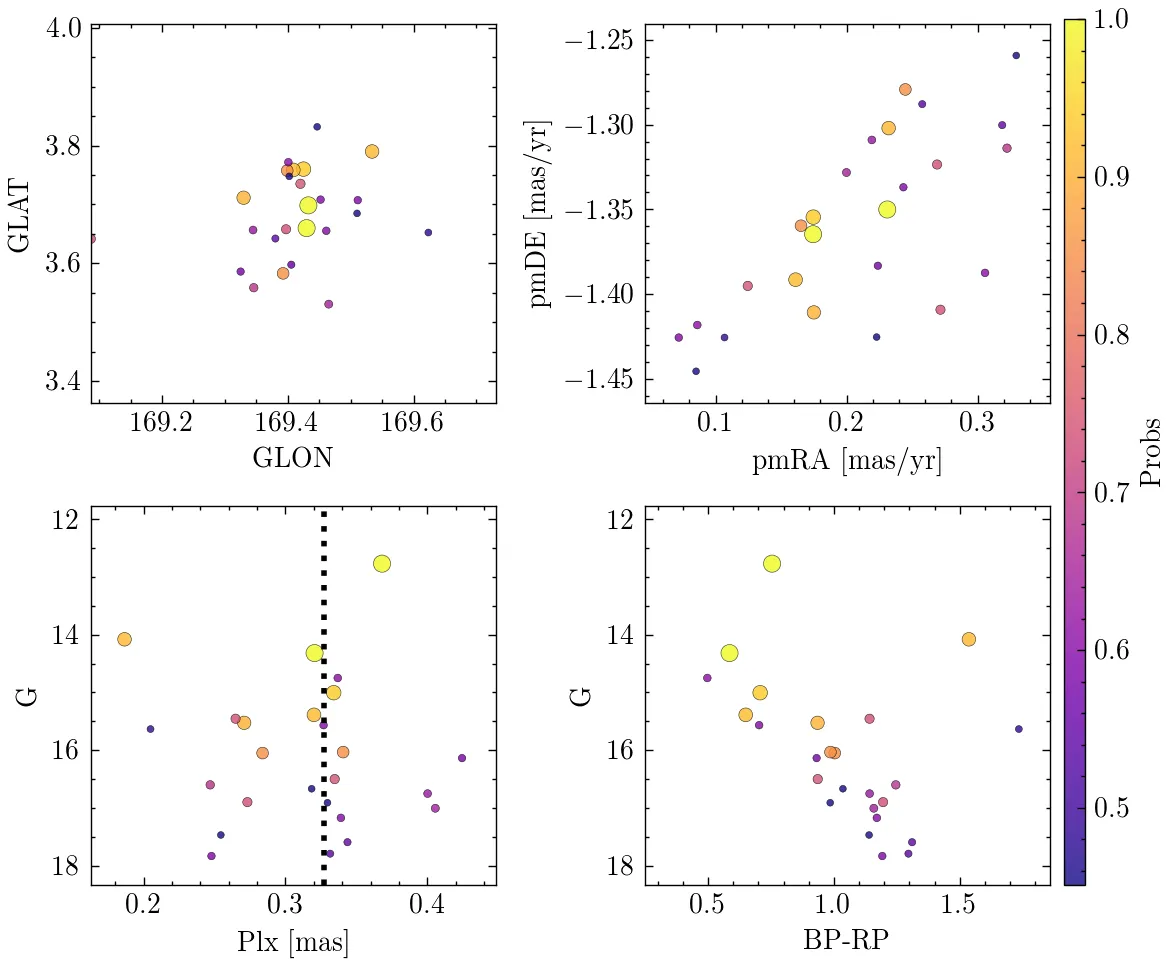 4.0
3.8
3.6
3.4
GLAT
169.2 169.4 169.6
GLON
−1.25
−1.30
−1.35
−1.40
−1.45
pmDE [mas/yr]
0.1 0.2 0.3
pmRA [mas/yr]
12
14
16
18
G
0.2 0.3 0.4
Plx [mas]
12
14
16
18
G
0.5 1.0 1.5
BP-RP
1.0
0.9
0.8
0.7
0.6
0.5
Probs